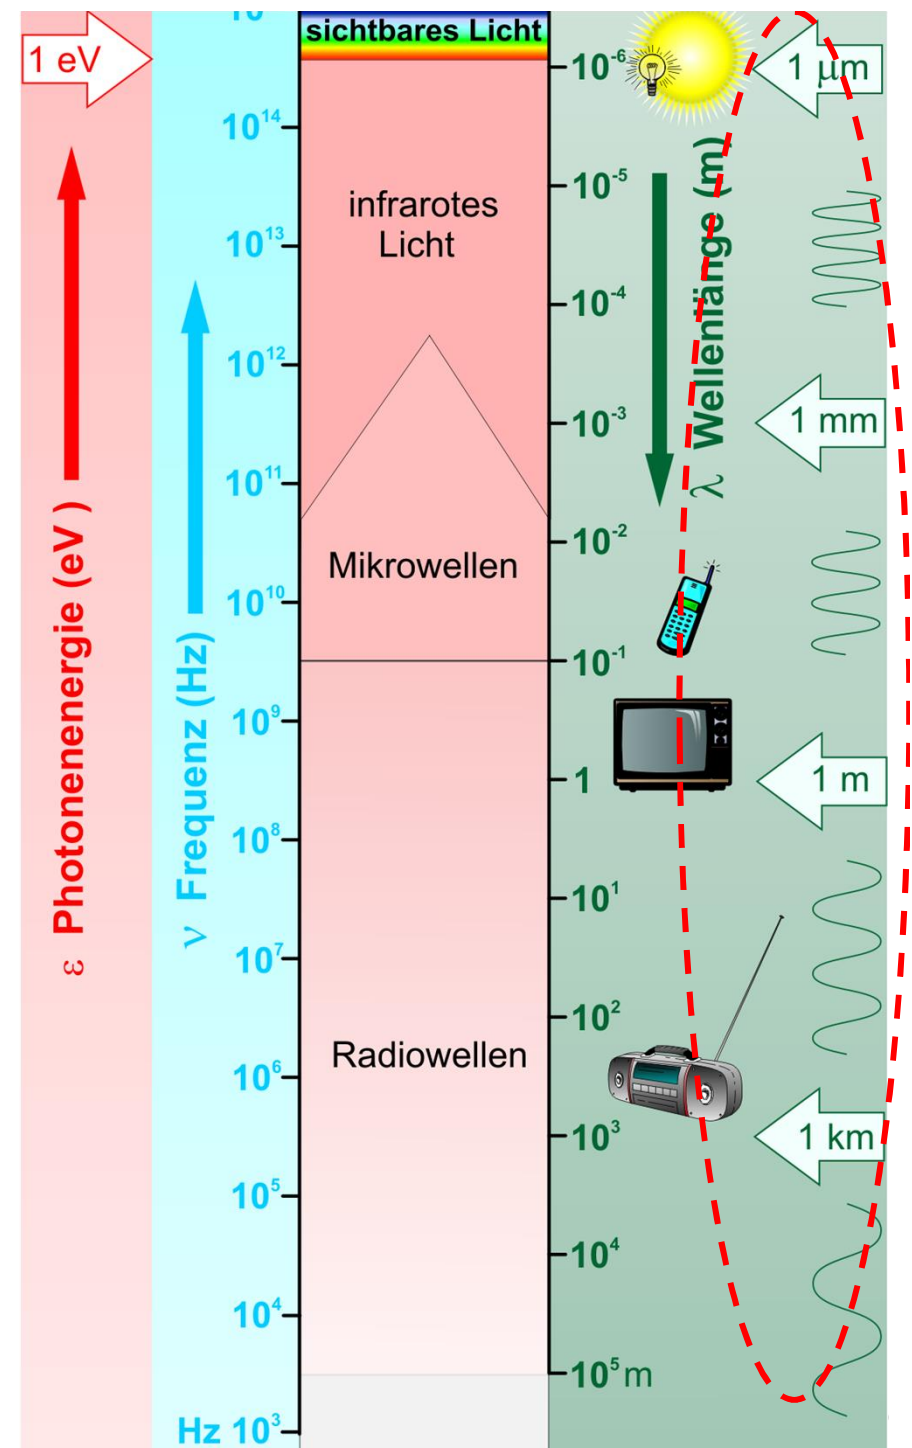 1 eV
ε Photonenenergie (eV )
ν Frequenz (Hz)
10¹⁴
10¹³
10¹²
10¹¹
10¹⁰
10⁹
10⁸
10⁷
10⁶
10⁵
10⁴
Hz 10³
sichtbares Licht
infrarotes
Licht
Mikrowellen
Radiowellen
10⁻⁶
10⁻⁵
10⁻⁴
10⁻³
10⁻²
10⁻¹
1
10¹
10²
10³
10⁴
10⁵ m
λ Wellenlänge (m)
1 μm
1 mm
1 m
1 km